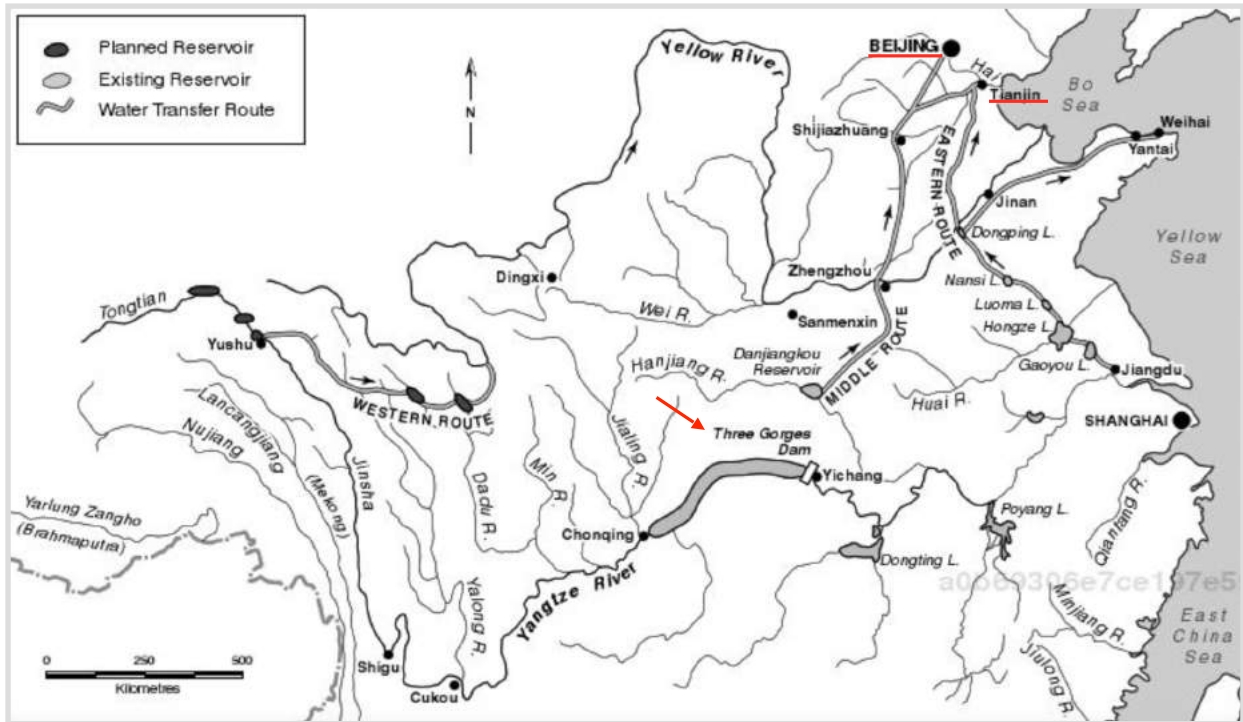 Planned Reservoir
Existing Reservoir
Water Transfer Route
N
Yellow River
BEIJING
Hai
Tianjin
Bo
Sea
Weihai
Yantai
Shijiazhuang
EASTERN ROUTE
Jinan
Dongping L.
Yellow
Sea
Zhengzhou
Nansi L.
Luoma L.
Hongze L.
Gaoyou L.
Jiangdu
Dingxi
Wei R.
Sanmenxin
Tongtian
Yushu
WESTERN ROUTE
Hanjiang R.
Danjiangkou
Reservoir
MIDDLE ROUTE
Huai R.
SHANGHAI
Lancangjiang
Nujiang
(Mekong)
Jinsha
Dadu R.
Min R.
Jialing R.
Three Gorges
Dam
Yichang
Yarlung Zangho
(Brahmaputra)
Chonqing
Yangtze River
Dongting L.
Poyang L.
Qiantang R.
a0b69306e7ce197e5
Yalong R.
Minjiang R.
Jiulong R.
East
China
Sea
Shigu
Cukou
0 250 500
Kilometres